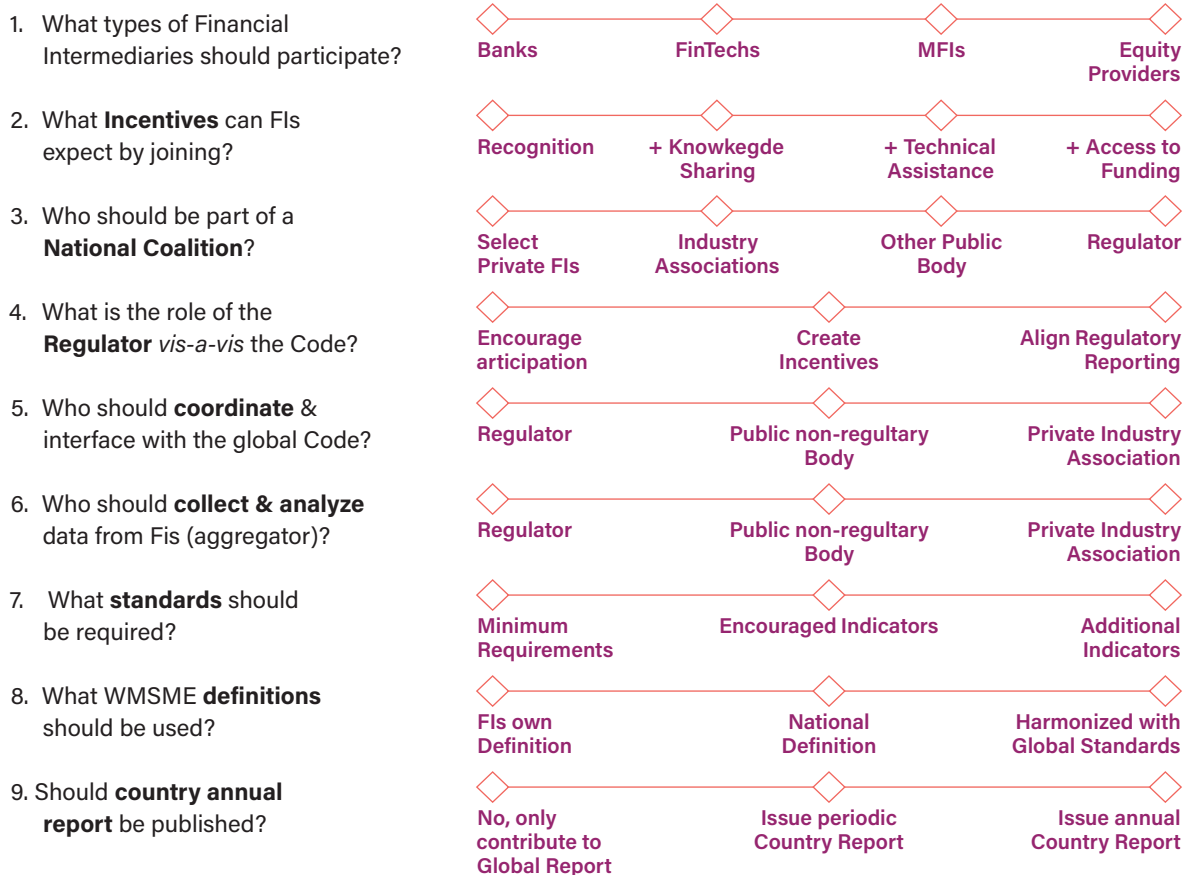 1. What types of Financial
Intermediaries should participate?
Banks
FinTechs
MFIs
Equity
Providers
2. What Incentives can FIs
expect by joining?
Recognition
+ Knowkegde
Sharing
+ Technical
Assistance
+ Access to
Funding
3. Who should be part of a
National Coalition?
Select
Private FIs
Industry
Associations
Other Public
Body
Regulator
4. What is the role of the
Regulator vis-a-vis the Code?
Encourage
articipation
Create
Incentives
Align Regulatory
Reporting
5. Who should coordinate &
interface with the global Code?
Regulator
Public non-regultary
Body
Private Industry
Association
6. Who should collect & analyze
data from Fis (aggregator)?
Regulator
Public non-regultary
Body
Private Industry
Association
7. What standards should
be required?
Minimum
Requirements
Encouraged Indicators
Additional
Indicators
8. What WMSME definitions
should be used?
FIs own
Definition
National
Definition
Harmonized with
Global Standards
9. Should country annual
report be published?
No, only
contribute to
Global Report
Issue periodic
Country Report
Issue annual
Country Report